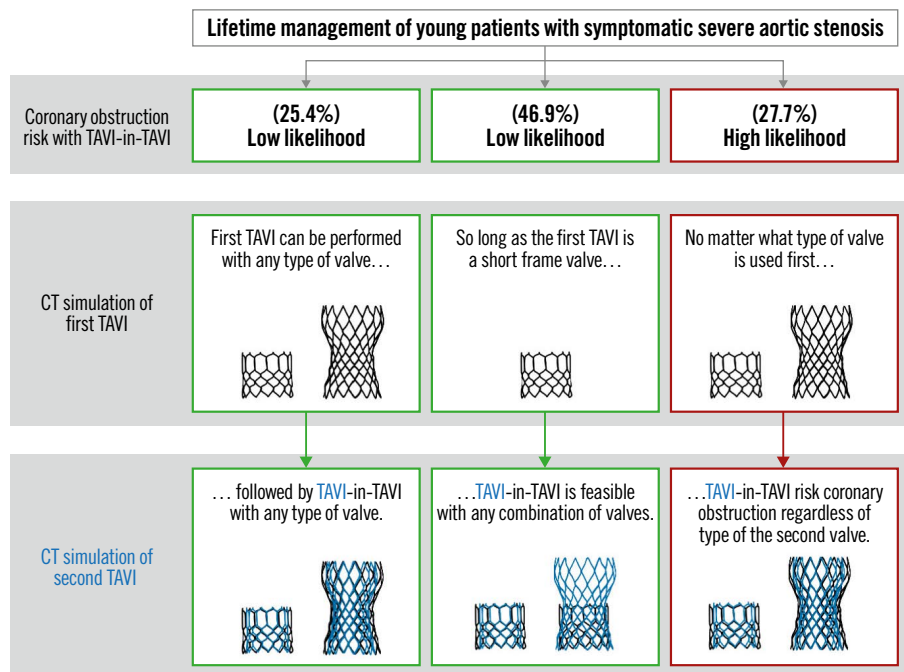 Lifetime management of young patients with symptomatic severe aortic stenosis
Coronary obstruction
risk with TAVI-in-TAVI
(25.4%)
Low likelihood
(46.9%)
Low likelihood
(27.7%)
High likelihood
CT simulation of
first TAVI
First TAVI can be performed
with any type of valve…
So long as the first TAVI is
a short frame valve…
No matter what type of valve
is used first…
CT simulation of
second TAVI
… followed by TAVI-in-TAVI
with any type of valve.
…TAVI-in-TAVI is feasible
with any combination of valves.
…TAVI-in-TAVI risk coronary
obstruction regardless of
type of the second valve.